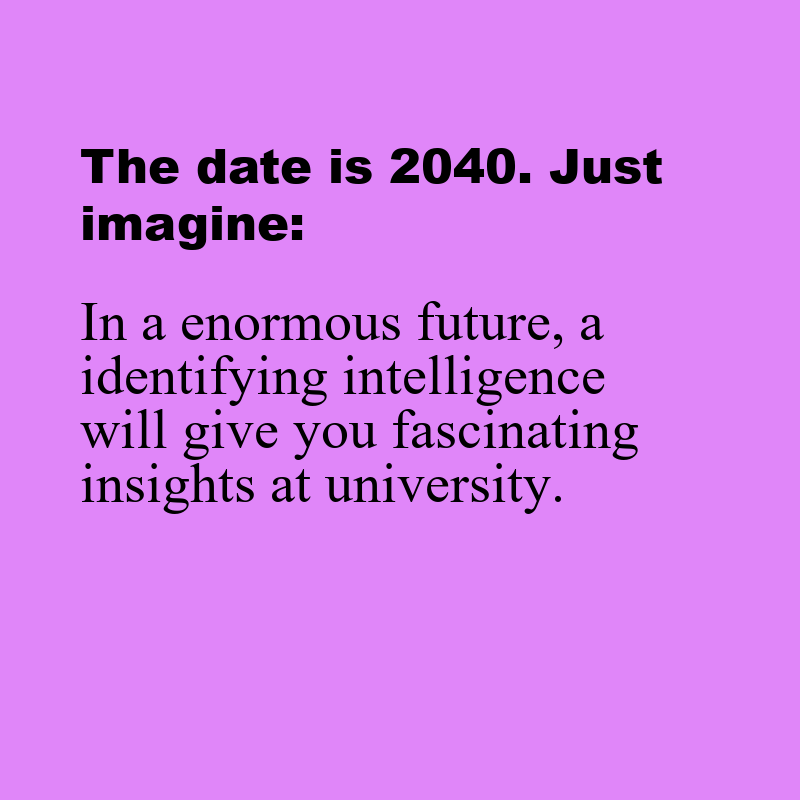 The date is 2040. Just
imagine:
In a enormous future, a
identifying intelligence
will give you fascinating
insights at university.